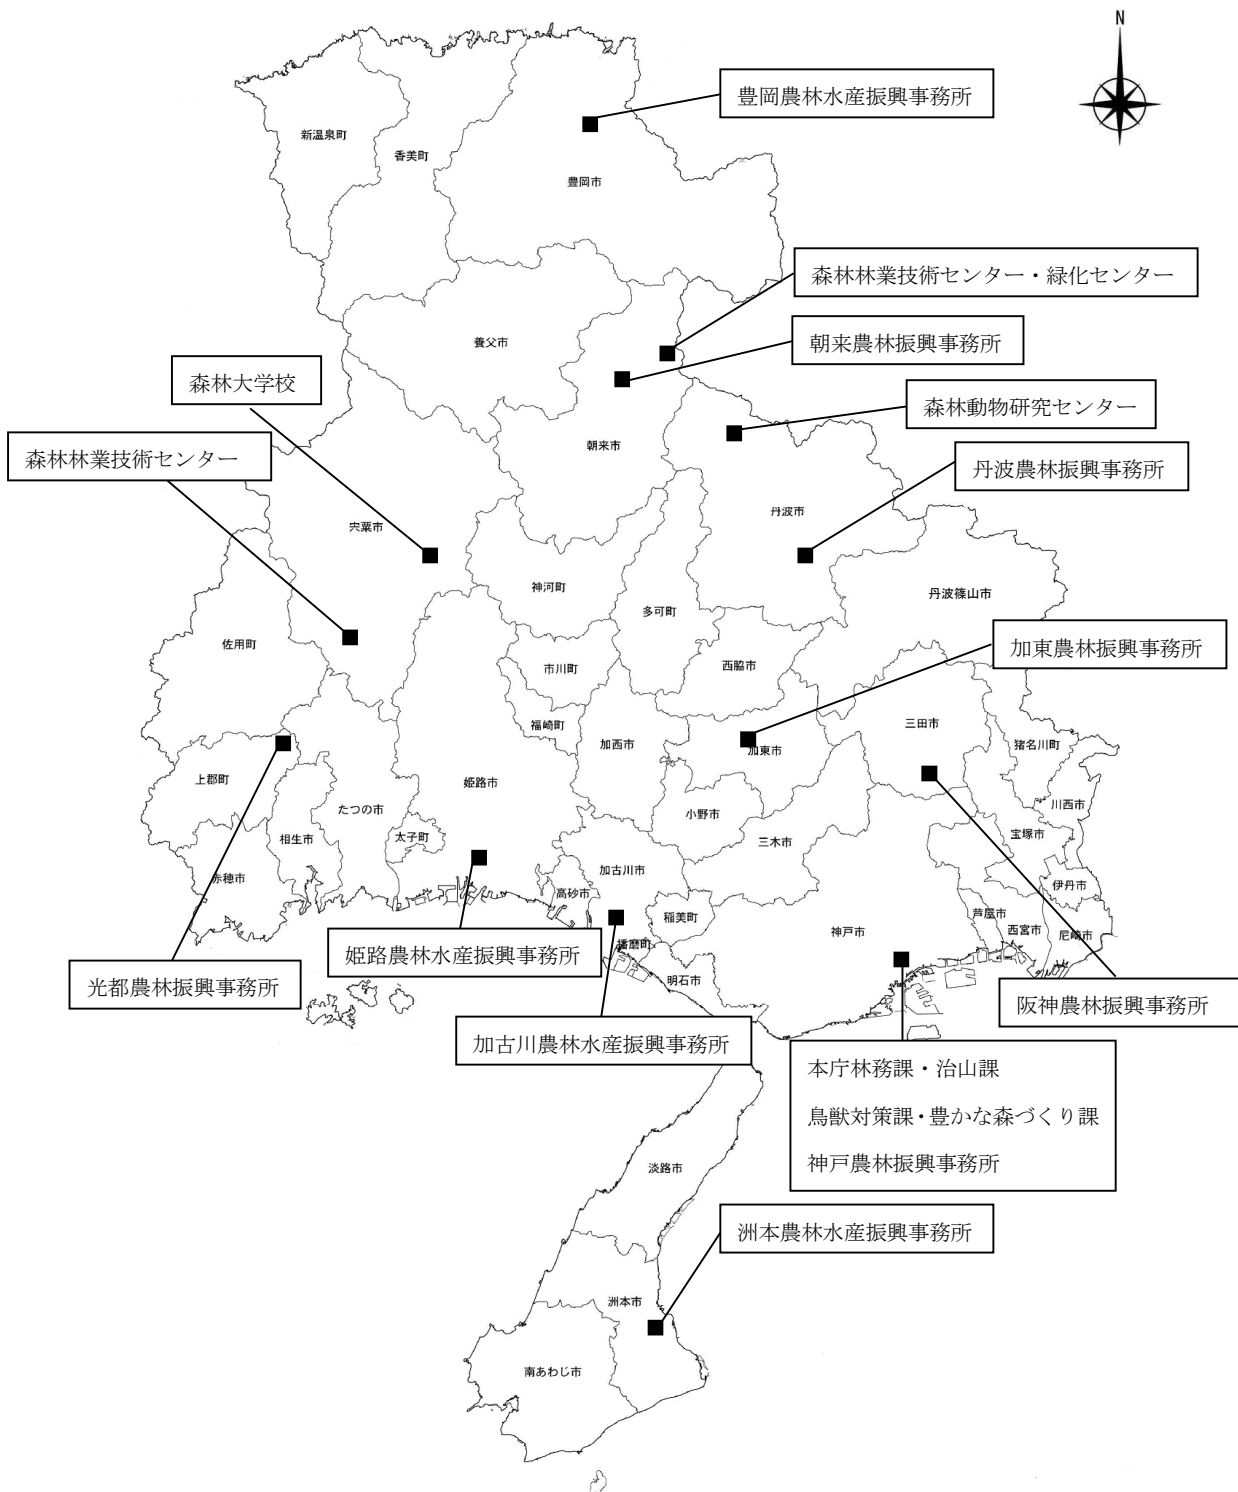 N
豊岡農林水産振興事務所
新温泉町
香美町
豊岡市
森林林業技術センター・緑化センター
養父市
朝来農林振興事務所
森林大学校
森林動物研究センター
朝来市
森林林業技術センター
丹波農林振興事務所
丹波市
宍粟市
神河町
丹波篠山市
多可町
佐用町
加東農林振興事務所
市川町
西脇市
福崎町
三田市
加西市
加東市
猪名川町
上郡町
姫路市
川西市
たつの市
小野市
太子町
相生市
三木市
宝塚市
加古川市
赤穂市
伊丹市
高砂市
稲美町
芦屋市
神戸市
西宮市
尼崎市
播磨町
姫路農林水産振興事務所
明石市
光都農林振興事務所
阪神農林振興事務所
加古川農林水産振興事務所
本庁林務課・治山課
鳥獣対策課・豊かな森づくり課
神戸農林振興事務所
淡路市
洲本農林水産振興事務所
洲本市
南あわじ市